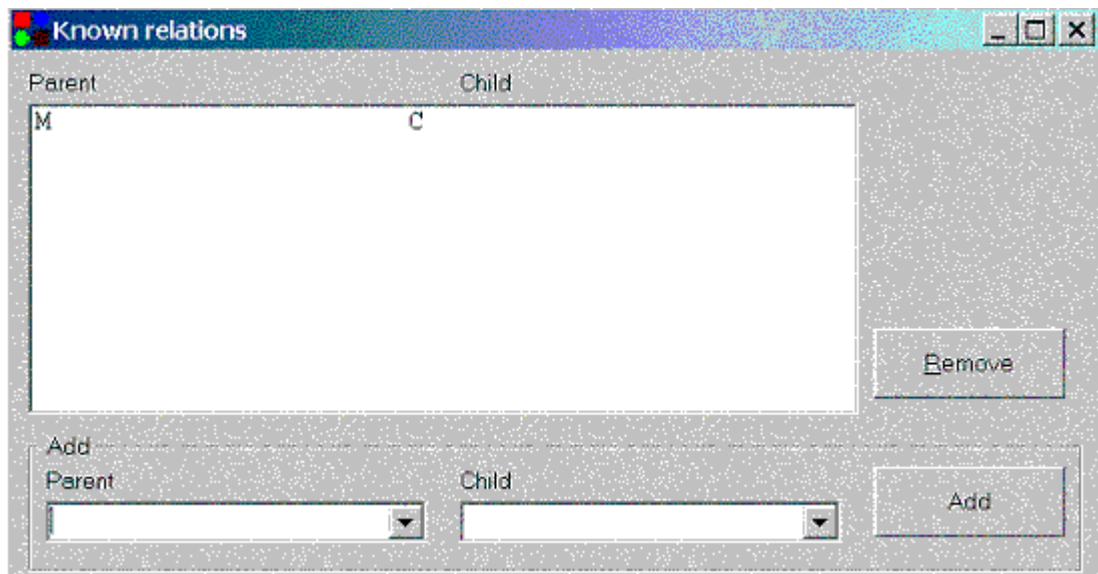 Known relations
Parent Child
M C
Remove
Add
Parent Child
Add